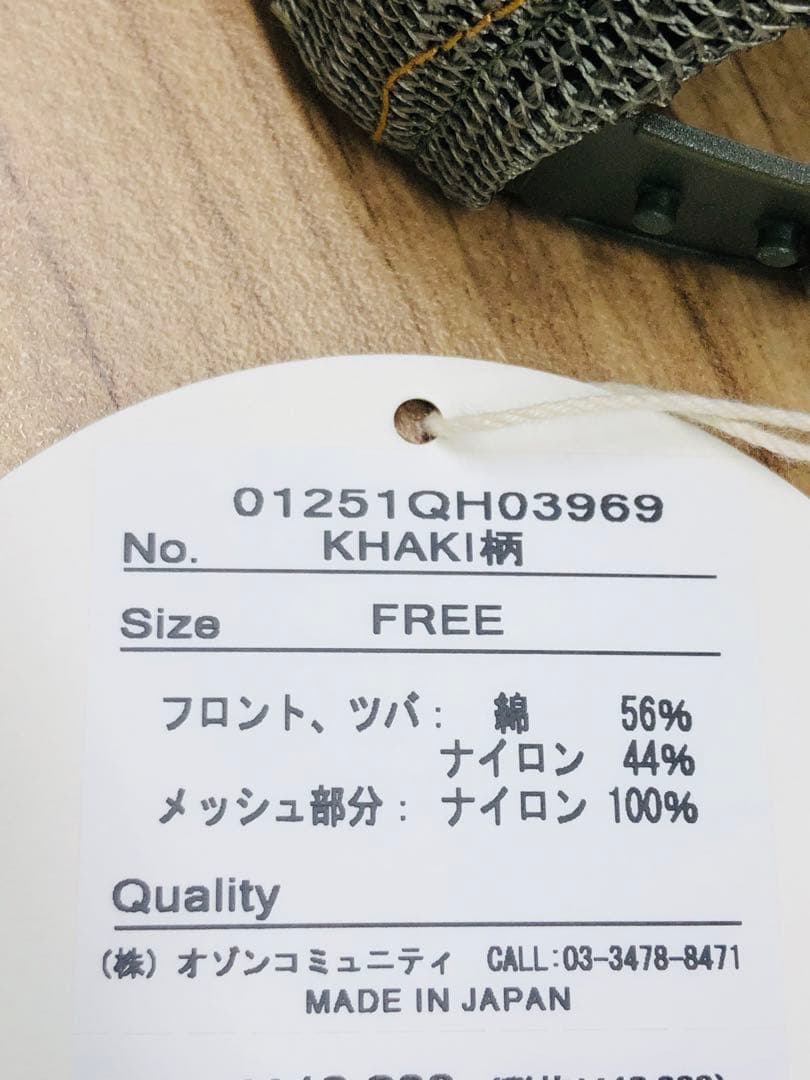 01251QH03969
No. KHAKI柄
Size FREE
フロント、ツバ： 綿 56%
ナイロン 44%
メッシュ部分： ナイロン 100%
Quality
（株）オゾンコミュニティ CALL:03-3478-8471
MADE IN JAPAN